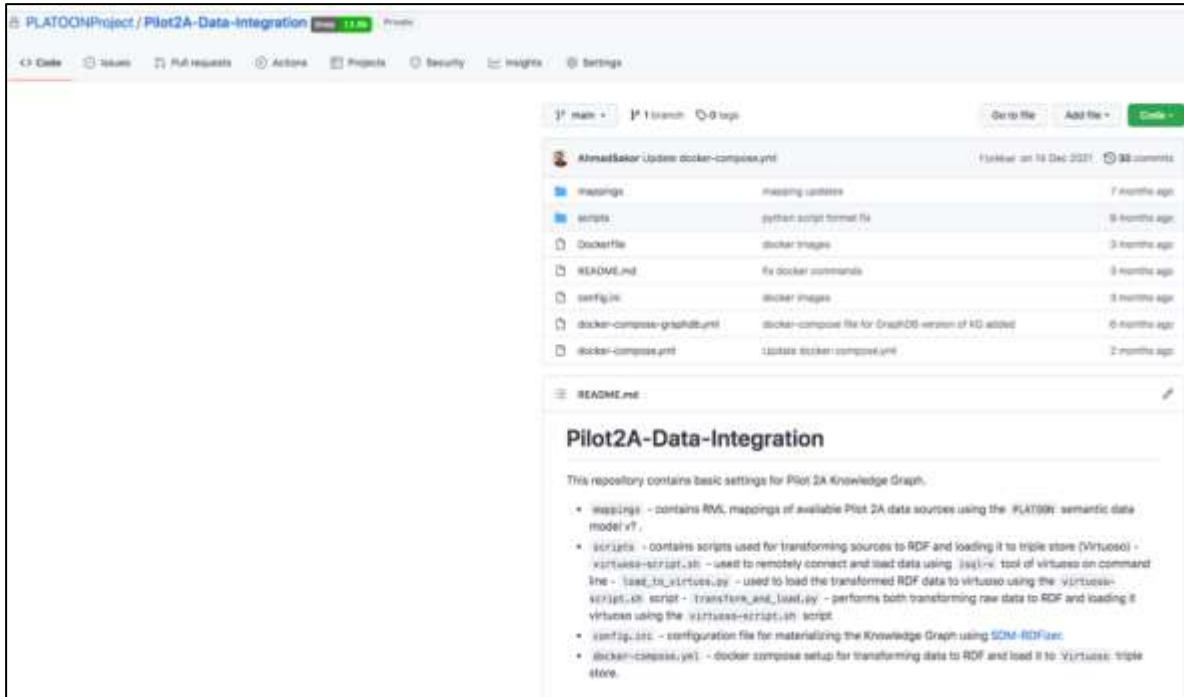 PLATOONProject / Pilot2A-Data-Integration Private
Code Issues Pull requests Actions Projects Security Insights Settings
main 1 branch 0 tags Go to file Add file Code
AhmadSakor Update docker-compose.yml on 16 Dec 2021 30 commits
mappings mapping updates 7 months ago
scripts python script format fix months ago
Dockerfile docker images 3 months ago
README.md fix docker commands 3 months ago
config.ini docker images 3 months ago
docker-compose-graphdb.yml docker-compose file for GraphDB version of KG added 6 months ago
docker-compose.yml Update docker-compose.yml 2 months ago
README.md
Pilot2A-Data-Integration
This repository contains basic settings for Pilot 2A Knowledge Graph.
• mappings - contains RML mappings of available Pilot 2A data sources using the PLATOON semantic data
model v? .
• scripts - contains scripts used for transforming sources to RDF and loading it to triple store (Virtuoso) -
virtuoso-script.sh - used to remotely connect and load data using isql-v tool of virtuoso on command
line - load_to_virtuoso.py - used to load the transformed RDF data to virtuoso using the virtuoso-
script.sh script - transform_and_load.py - performs both transforming raw data to RDF and loading it
virtuoso using the virtuoso-script.sh script
• config.ini - configuration file for materializing the Knowledge Graph using SDM-RDFizer.
• docker-compose.yml - docker compose setup for transforming data to RDF and load it to Virtuoso triple
store.